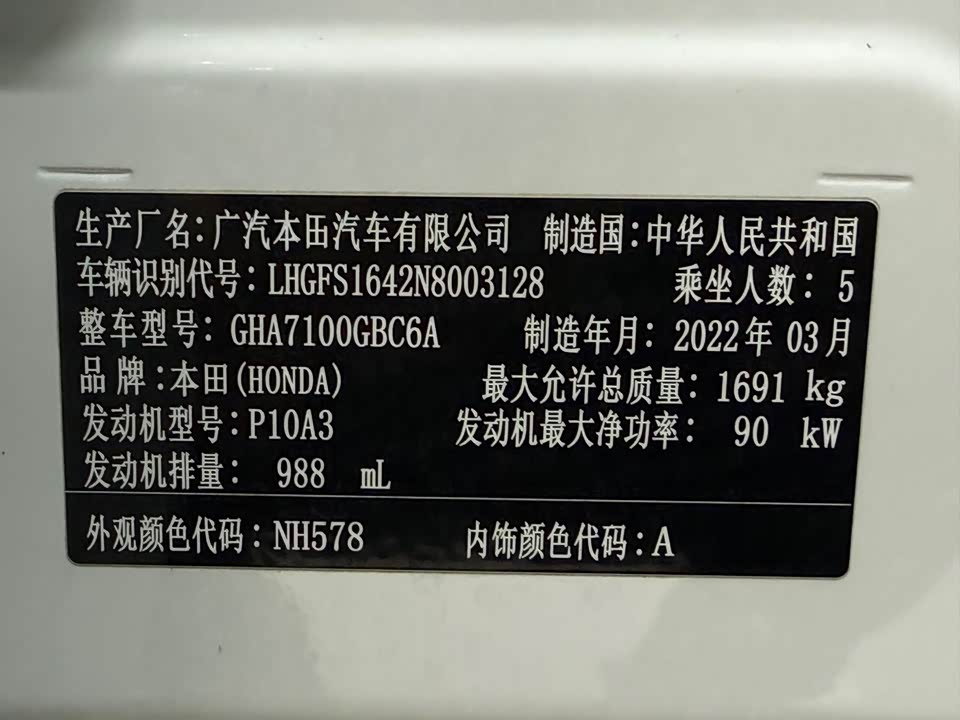 生产厂名:广汽本田汽车有限公司 制造国:中华人民共和国
车辆识别代号:LHGFS1642N8003128 乘坐人数: 5
整车型号: GHA7100GBC6A 制造年月: 2022年 03月
品 牌:本田(HONDA) 最大允许总质量: 1691 kg
发动机型号:P10A3 发动机最大净功率: 90 kW
发动机排量: 988 mL
外观颜色代码:NH578 内饰颜色代码:A